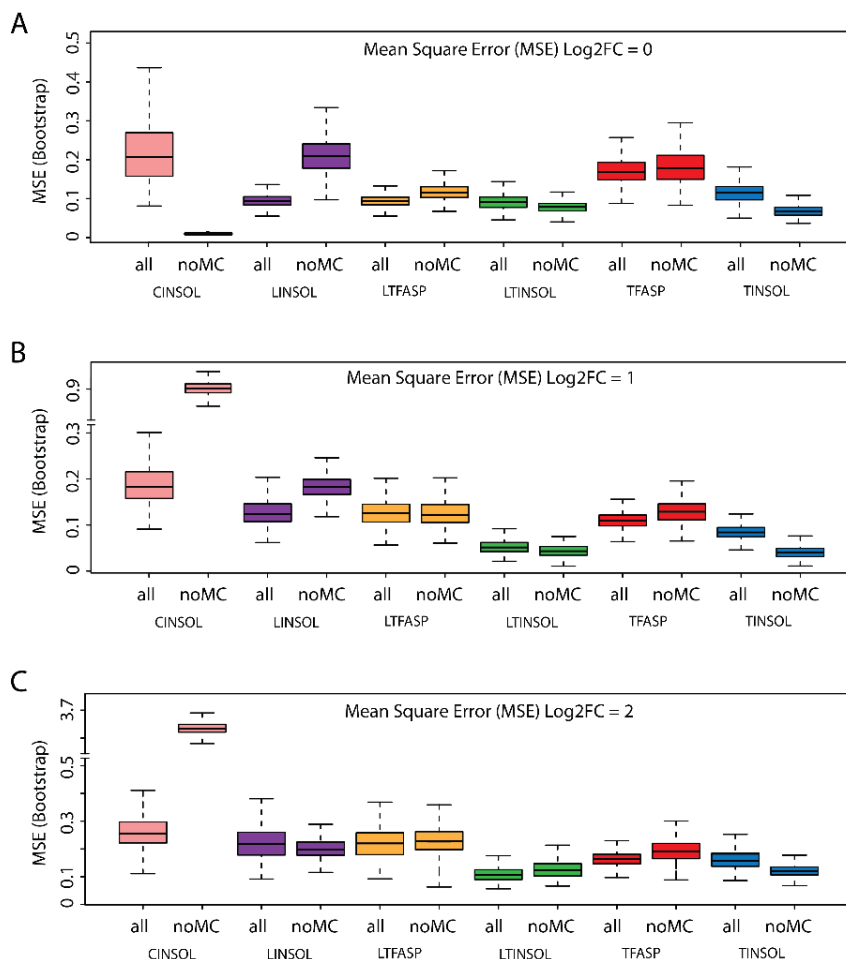 A
Mean Square Error (MSE) Log2FC = 0
MSE (Bootstrap)
0.5
0.4
0.3
0.2
0.1
0
all noMC all noMC all noMC all noMC all noMC all noMC
CINSOL LINSOL LTFASP LTINSOL TFASP TINSOL
B
Mean Square Error (MSE) Log2FC = 1
MSE (Bootstrap)
0.9
0.3
0.2
0.1
0
all noMC all noMC all noMC all noMC all noMC all noMC
CINSOL LINSOL LTFASP LTINSOL TFASP TINSOL
C
Mean Square Error (MSE) Log2FC = 2
MSE (Bootstrap)
3.7
0.5
0.3
0.1
0
all noMC all noMC all noMC all noMC all noMC all noMC
CINSOL LINSOL LTFASP LTINSOL TFASP TINSOL